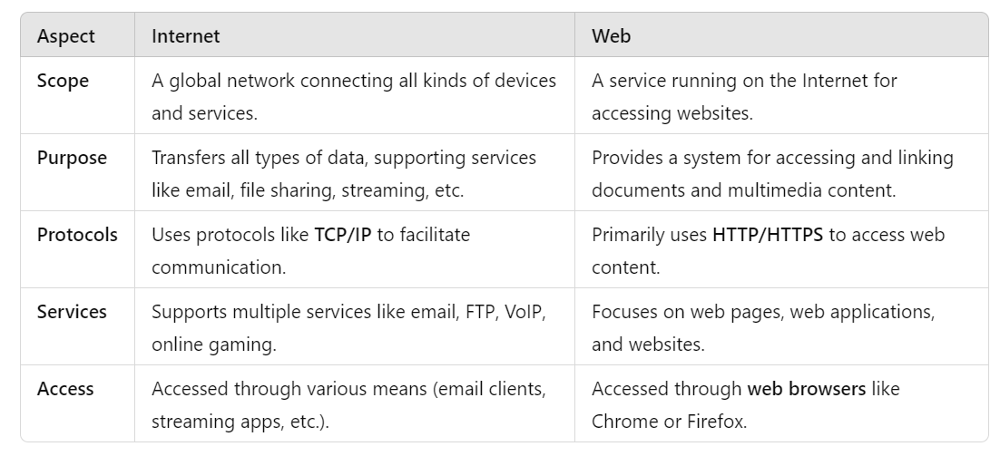 Aspect Internet Web
Scope A global network connecting all kinds of devices and services. A service running on the Internet for accessing websites.
Purpose Transfers all types of data, supporting services like email, file sharing, streaming, etc. Provides a system for accessing and linking documents and multimedia content.
Protocols Uses protocols like TCP/IP to facilitate communication. Primarily uses HTTP/HTTPS to access web content.
Services Supports multiple services like email, FTP, VoIP, online gaming. Focuses on web pages, web applications, and websites.
Access Accessed through various means (email clients, streaming apps, etc.). Accessed through web browsers like Chrome or Firefox.